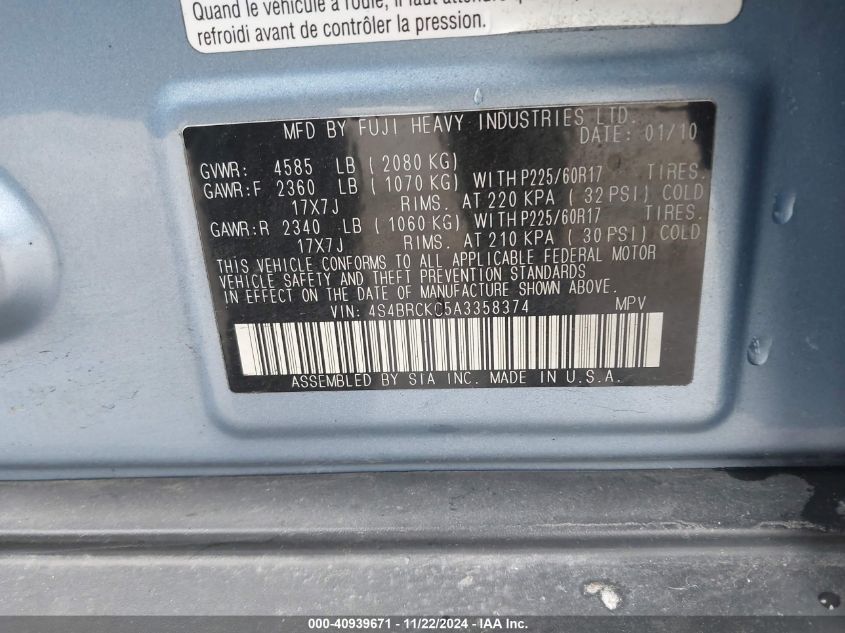 Quand le véhicule a roulé, il faut attendre
refroidi avant de contrôler la pression.
MFD BY FUJI HEAVY INDUSTRIES LTD.
DATE: 01/10
GVWR: 4585 LB (2080 KG)
GAWR:F 2360 LB (1070 KG) WITH P225/60R17 TIRES.
17X7J RIMS. AT 220 KPA (32 PSI) COLD
GAWR:R 2340 LB (1060 KG) WITH P225/60R17 TIRES.
17X7J RIMS. AT 210 KPA (30 PSI) COLD
THIS VEHICLE CONFORMS TO ALL APPLICABLE FEDERAL MOTOR
VEHICLE SAFETY AND THEFT PREVENTION STANDARDS
IN EFFECT ON THE DATE OF MANUFACTURE SHOWN ABOVE.
VIN: 4S4BRCKC5A3358374 MPV
ASSEMBLED BY SIA INC. MADE IN U.S.A.
000-40939671 - 11/22/2024 - IAA Inc.